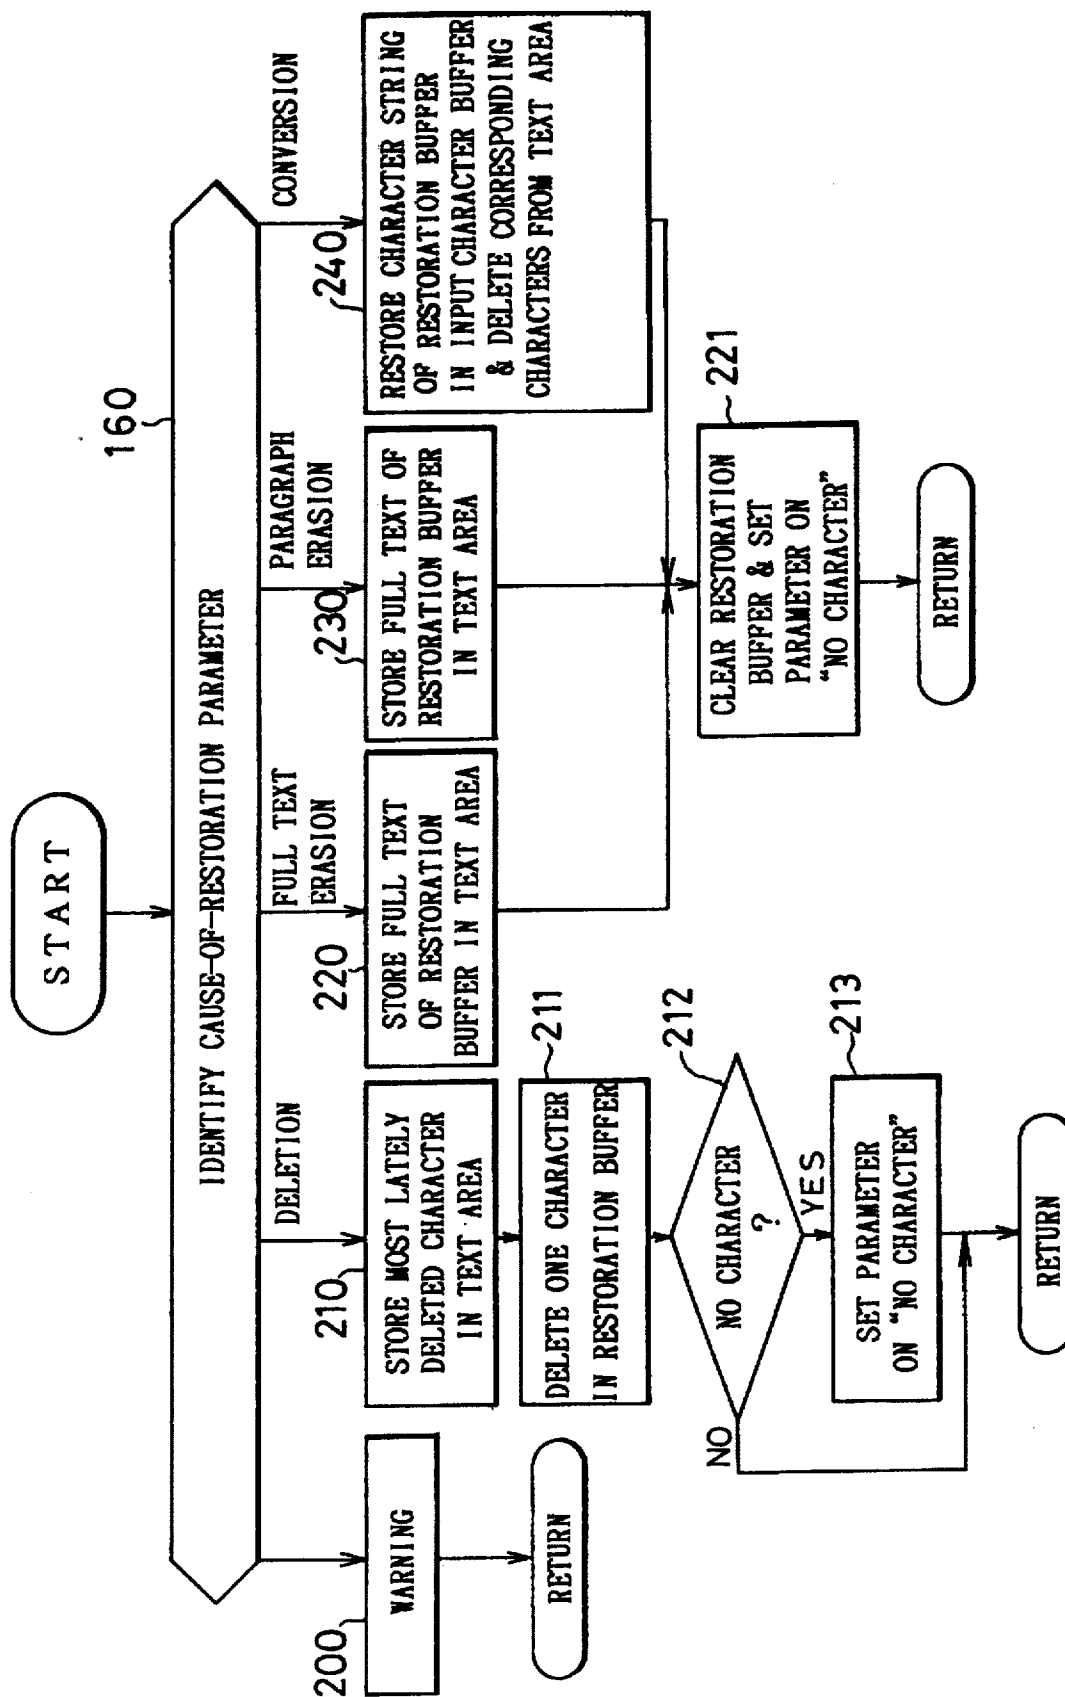 START
160
IDENTIFY CAUSE-OF-RESTORATION PARAMETER
200
WARNING
RETURN
DELETION
210
STORE MOST LATELY
DELETED CHARACTER
IN TEXT AREA
211
DELETE ONE CHARACTER
IN RESTORATION BUFFER
212
NO CHARACTER
?
NO
YES
213
SET PARAMETER
ON “NO CHARACTER”
RETURN
FULL TEXT
ERASION
220
STORE FULL TEXT
OF RESTORATION
BUFFER IN TEXT AREA
PARAGRAPH
ERASION
230
STORE FULL TEXT OF
RESTORATION BUFFER
IN TEXT AREA
CONVERSION
240
RESTORE CHARACTER STRING
OF RESTORATION BUFFER
IN INPUT CHARACTER BUFFER
& DELETE CORRESPONDING
CHARACTERS FROM TEXT AREA
221
CLEAR RESTORATION
BUFFER & SET
PARAMETER ON
“NO CHARACTER”
RETURN